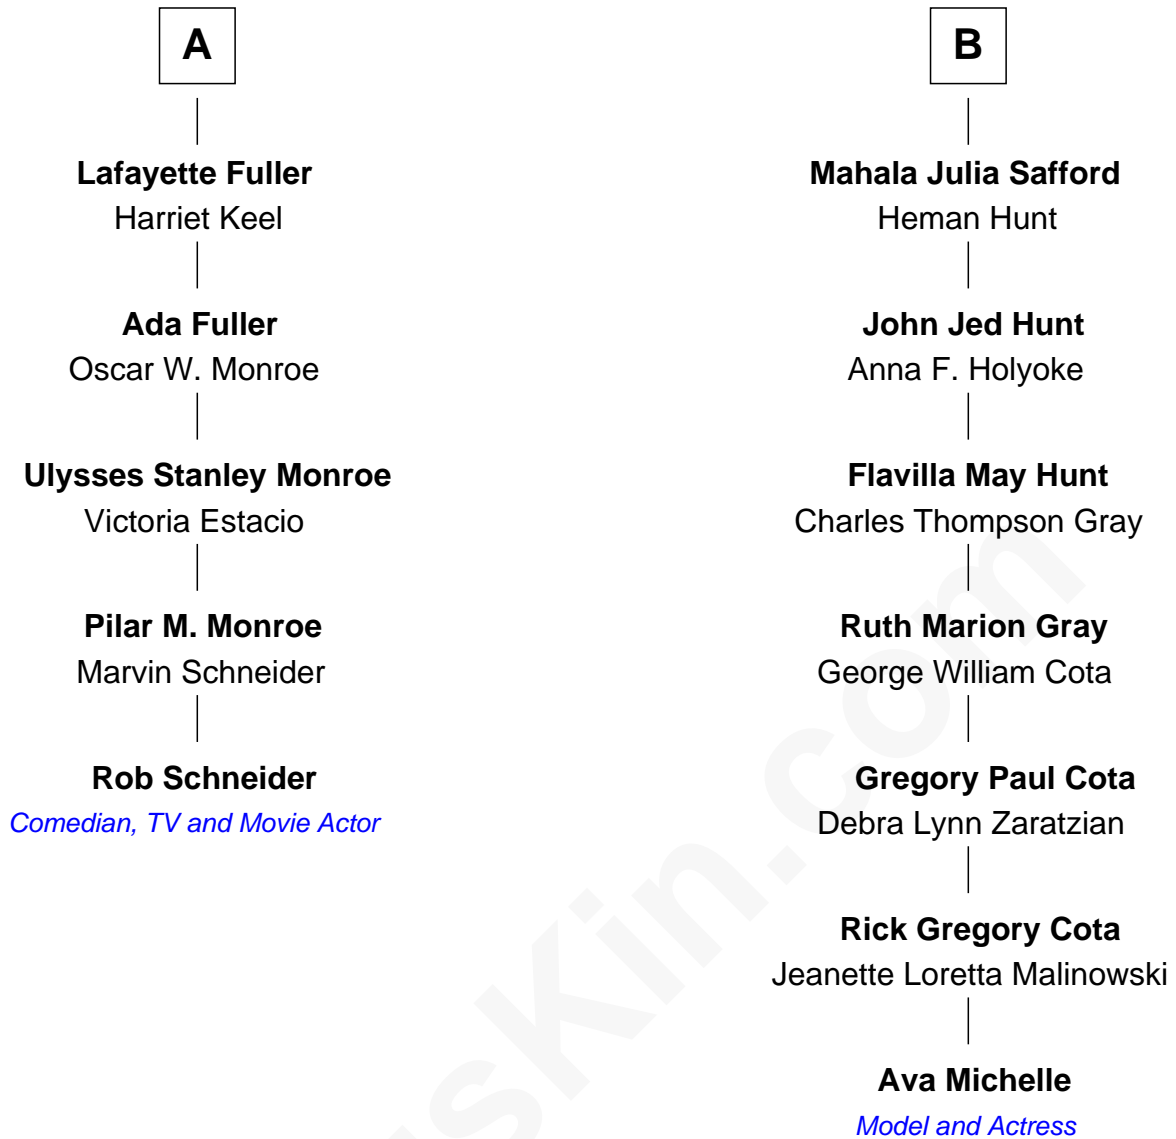 A
Lafayette Fuller
Harriet Keel
Ada Fuller
Oscar W. Monroe
Ulysses Stanley Monroe
Victoria Estacio
Pilar M. Monroe
Marvin Schneider
Rob Schneider
Comedian, TV and Movie Actor
B
Mahala Julia Safford
Heman Hunt
John Jed Hunt
Anna F. Holyoke
Flavilla May Hunt
Charles Thompson Gray
Ruth Marion Gray
George William Cota
Gregory Paul Cota
Debra Lynn Zaratzian
Rick Gregory Cota
Jeanette Loretta Malinowski
Ava Michelle
Model and Actress
sKin.com